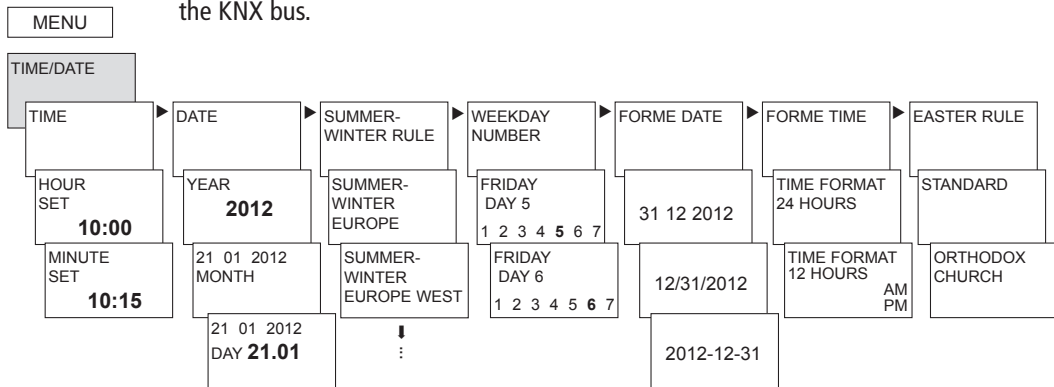 the KNX bus.
MENU
TIME/DATE
TIME
HOUR
SET
10:00
MINUTE
SET
10:15
DATE
YEAR
2012
21 01 2012
MONTH
21 01 2012
DAY 21.01
SUMMER-
WINTER RULE
SUMMER-
WINTER
EUROPE
SUMMER-
WINTER
EUROPE WEST
WEEKDAY
NUMBER
FRIDAY
DAY 5
1 2 3 4 5 6 7
FRIDAY
DAY 6
1 2 3 4 5 6 7
FORME DATE
31 12 2012
12/31/2012
2012-12-31
FORME TIME
TIME FORMAT
24 HOURS
TIME FORMAT
12 HOURS
AM
PM
EASTER RULE
STANDARD
ORTHODOX
CHURCH